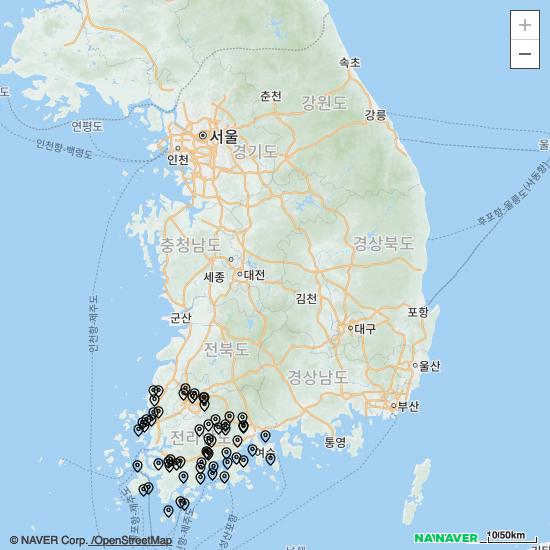 +
−
속초
춘천
강원도
강릉
도
연평도
서울
경기도
인천
인천항-백령도
울
후포항-울릉도(사동항)
충청남도
경상북도
세종
대전
김천
인천항-제주도
군산
포항
전북도
대구
울산
경상남도
부산
전라
도
여수
통영
© NAVER Corp. /OpenStreetMap
NAVER
10/50km